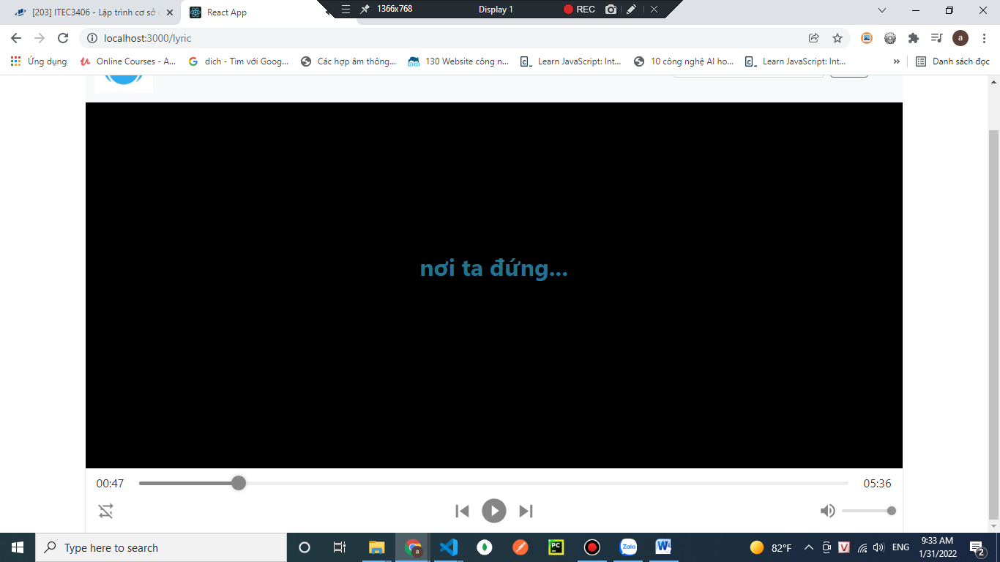 [203] ITEC3406 - Lập trình cơ sở
React App
1366x768
Display 1
REC
localhost:3000/lyric
a
Ứng dụng
Online Courses - A...
dich - Tìm với Goog...
Các hợp âm thông...
130 Website công n...
Learn JavaScript: Int...
10 công nghệ AI ho...
Learn JavaScript: Int...
»
Danh sách đọc
nơi ta đứng...
00:47
05:36
Type here to search
a
PC
Zalo
W
82°F
V
ENG
9:33 AM
1/31/2022
2